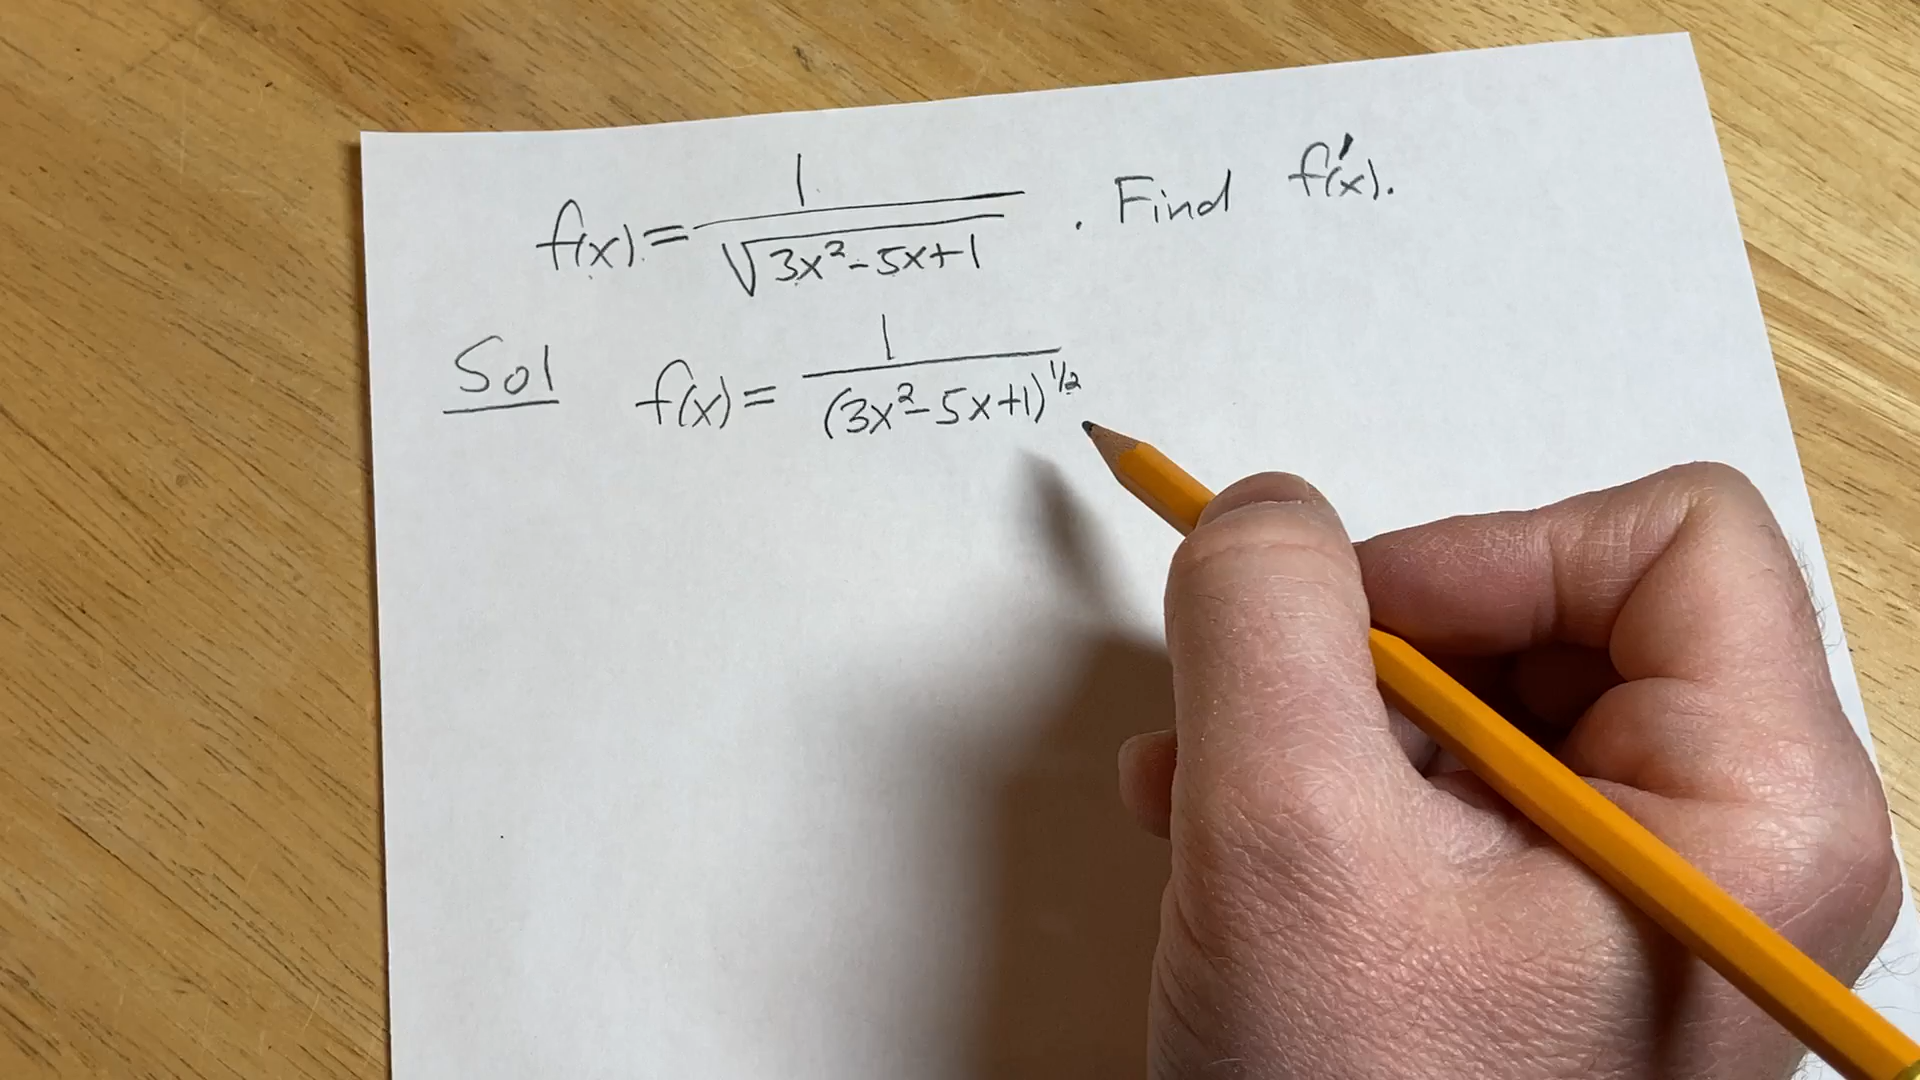 f(x) = 1/√(3x² - 5x + 1) . Find f'(x).
Sol f(x) = 1/(3x² - 5x + 1)^1/2